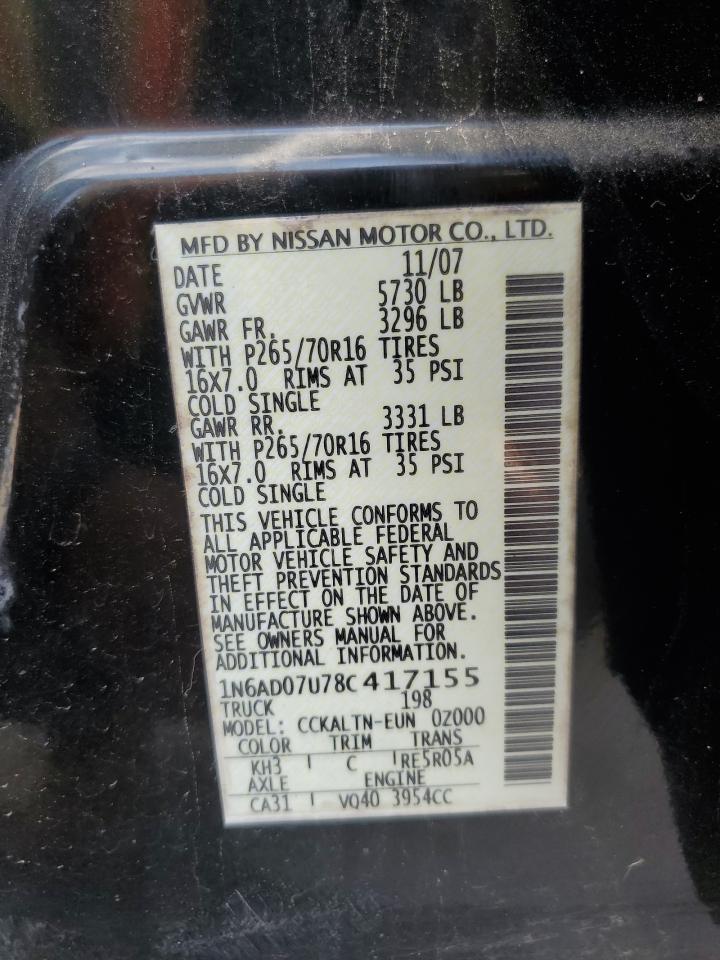 MFD BY NISSAN MOTOR CO., LTD.
DATE 11/07
GVWR 5730 LB
GAWR FR. 3296 LB
WITH P265/70R16 TIRES
16X7.0 RIMS AT 35 PSI
COLD SINGLE
GAWR RR. 3331 LB
WITH P265/70R16 TIRES
16X7.0 RIMS AT 35 PSI
COLD SINGLE
THIS VEHICLE CONFORMS TO
ALL APPLICABLE FEDERAL
MOTOR VEHICLE SAFETY AND
THEFT PREVENTION STANDARDS
IN EFFECT ON THE DATE OF
MANUFACTURE SHOWN ABOVE.
SEE OWNERS MANUAL FOR
ADDITIONAL INFORMATION.
1N6AD07U78C417155
TRUCK 198
MODEL: CCKALTN-EUN 0Z000
COLOR TRIM TRANS
KH3 C RE5R05A
AXLE ENGINE
CA31 VQ40 3954CC